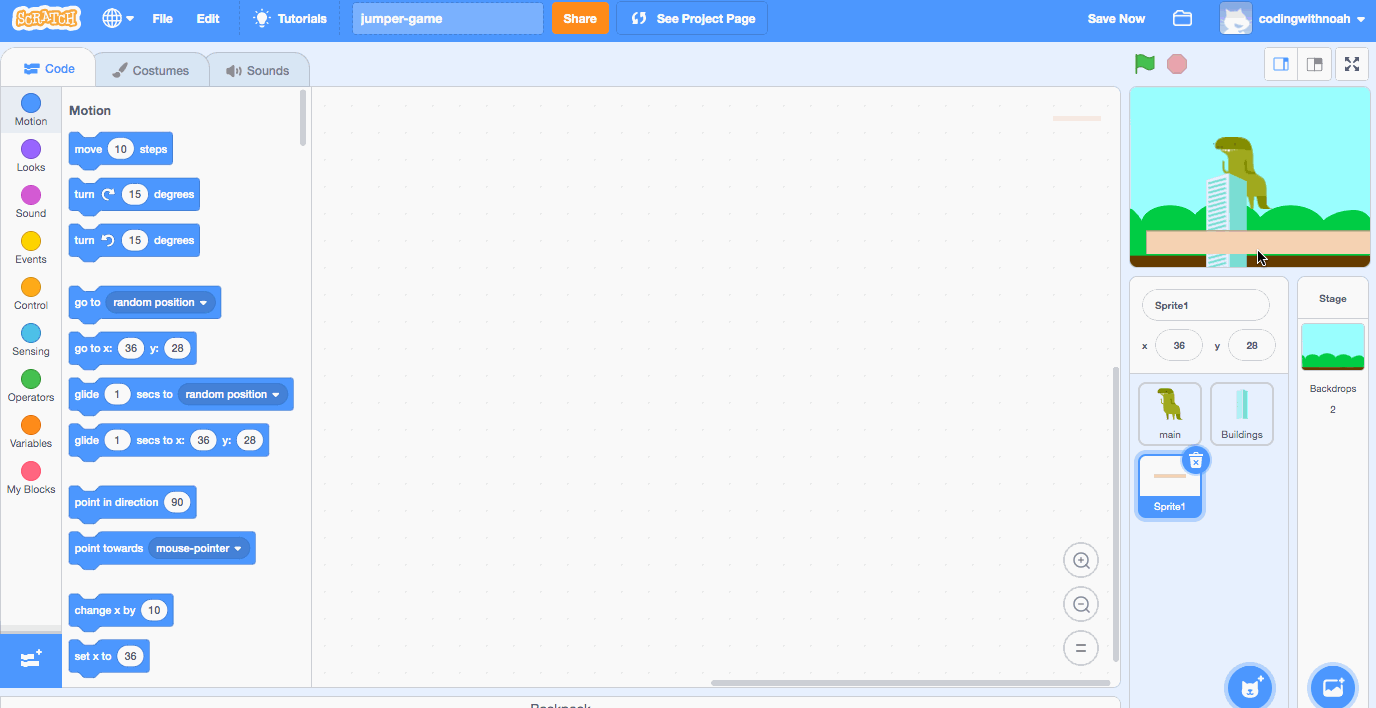 SCRATCH File Edit Tutorials jumper-game Share See Project Page Save Now codingwithnoah
Code Costumes Sounds
Motion
Looks
Sound
Events
Control
Sensing
Operators
Variables
My Blocks
Motion
move 10 steps
turn 15 degrees
turn 15 degrees
go to random position
go to x: 36 y: 28
glide 1 secs to random position
glide 1 secs to x: 36 y: 28
point in direction 90
point towards mouse-pointer
change x by 10
set x to 36
Sprite1
x 36 y 28
main
Buildings
Sprite1
Stage
Backdrops
2
Backpack